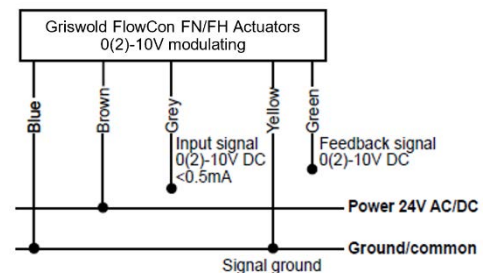 Griswold FlowCon FN/FH Actuators
0(2)-10V modulating
Blue
Brown
Grey
Yellow
Green
Input signal
0(2)-10V DC
<0.5mA
Feedback signal
0(2)-10V DC
Power 24V AC/DC
Ground/common
Signal ground